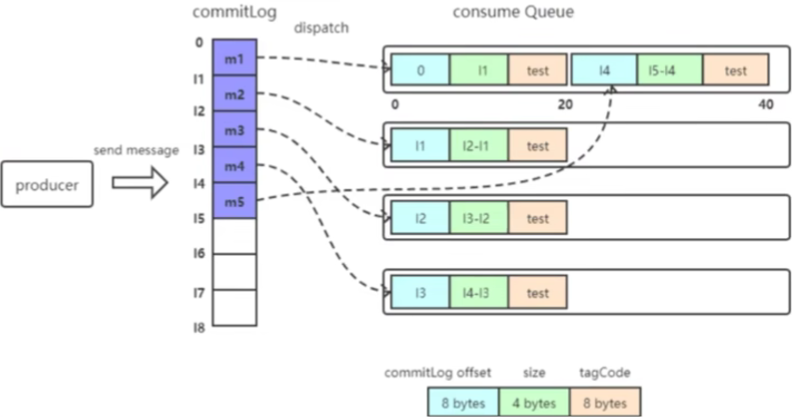 commitLog
consume Queue
dispatch
0
m1
0 l1 test l4 l5-l4 test
l1
0 20 40
m2
l2
l1 l2-l1 test
m3
send message
l3
m4
producer
l4
m5
l2 l3-l2 test
l5
l6
l3 l4-l3 test
l7
l8
commitLog offset size tagCode
8 bytes 4 bytes 8 bytes